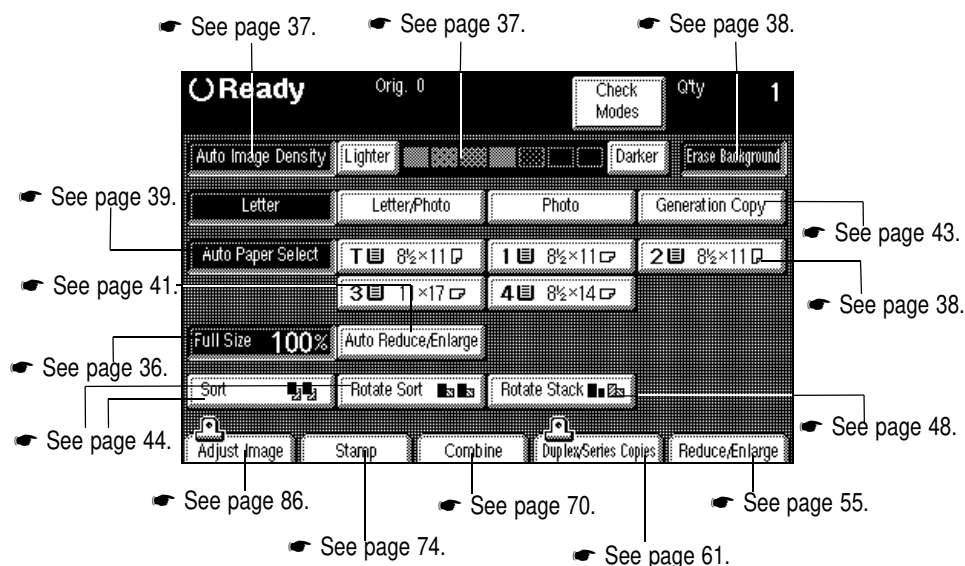 ☛ See page 37.
☛ See page 37.
☛ See page 38.
Ready Orig. 0 Check Modes Q'ty 1
Auto Image Density Lighter Darker Erase Background
☛ See page 39.
Letter Letter/Photo Photo Generation Copy
☛ See page 43.
Auto Paper Select T 8½×11 1 8½×11 2 8½×11
☛ See page 41.
3 11×17 4 8½×14
☛ See page 38.
Full Size 100% Auto Reduce/Enlarge
☛ See page 36.
Sort Rotate Sort Rotate Stack
☛ See page 44.
☛ See page 48.
Adjust Image Stamp Combine Duplex/Series Copies Reduce/Enlarge
☛ See page 86.
☛ See page 70.
☛ See page 55.
☛ See page 74.
☛ See page 61.